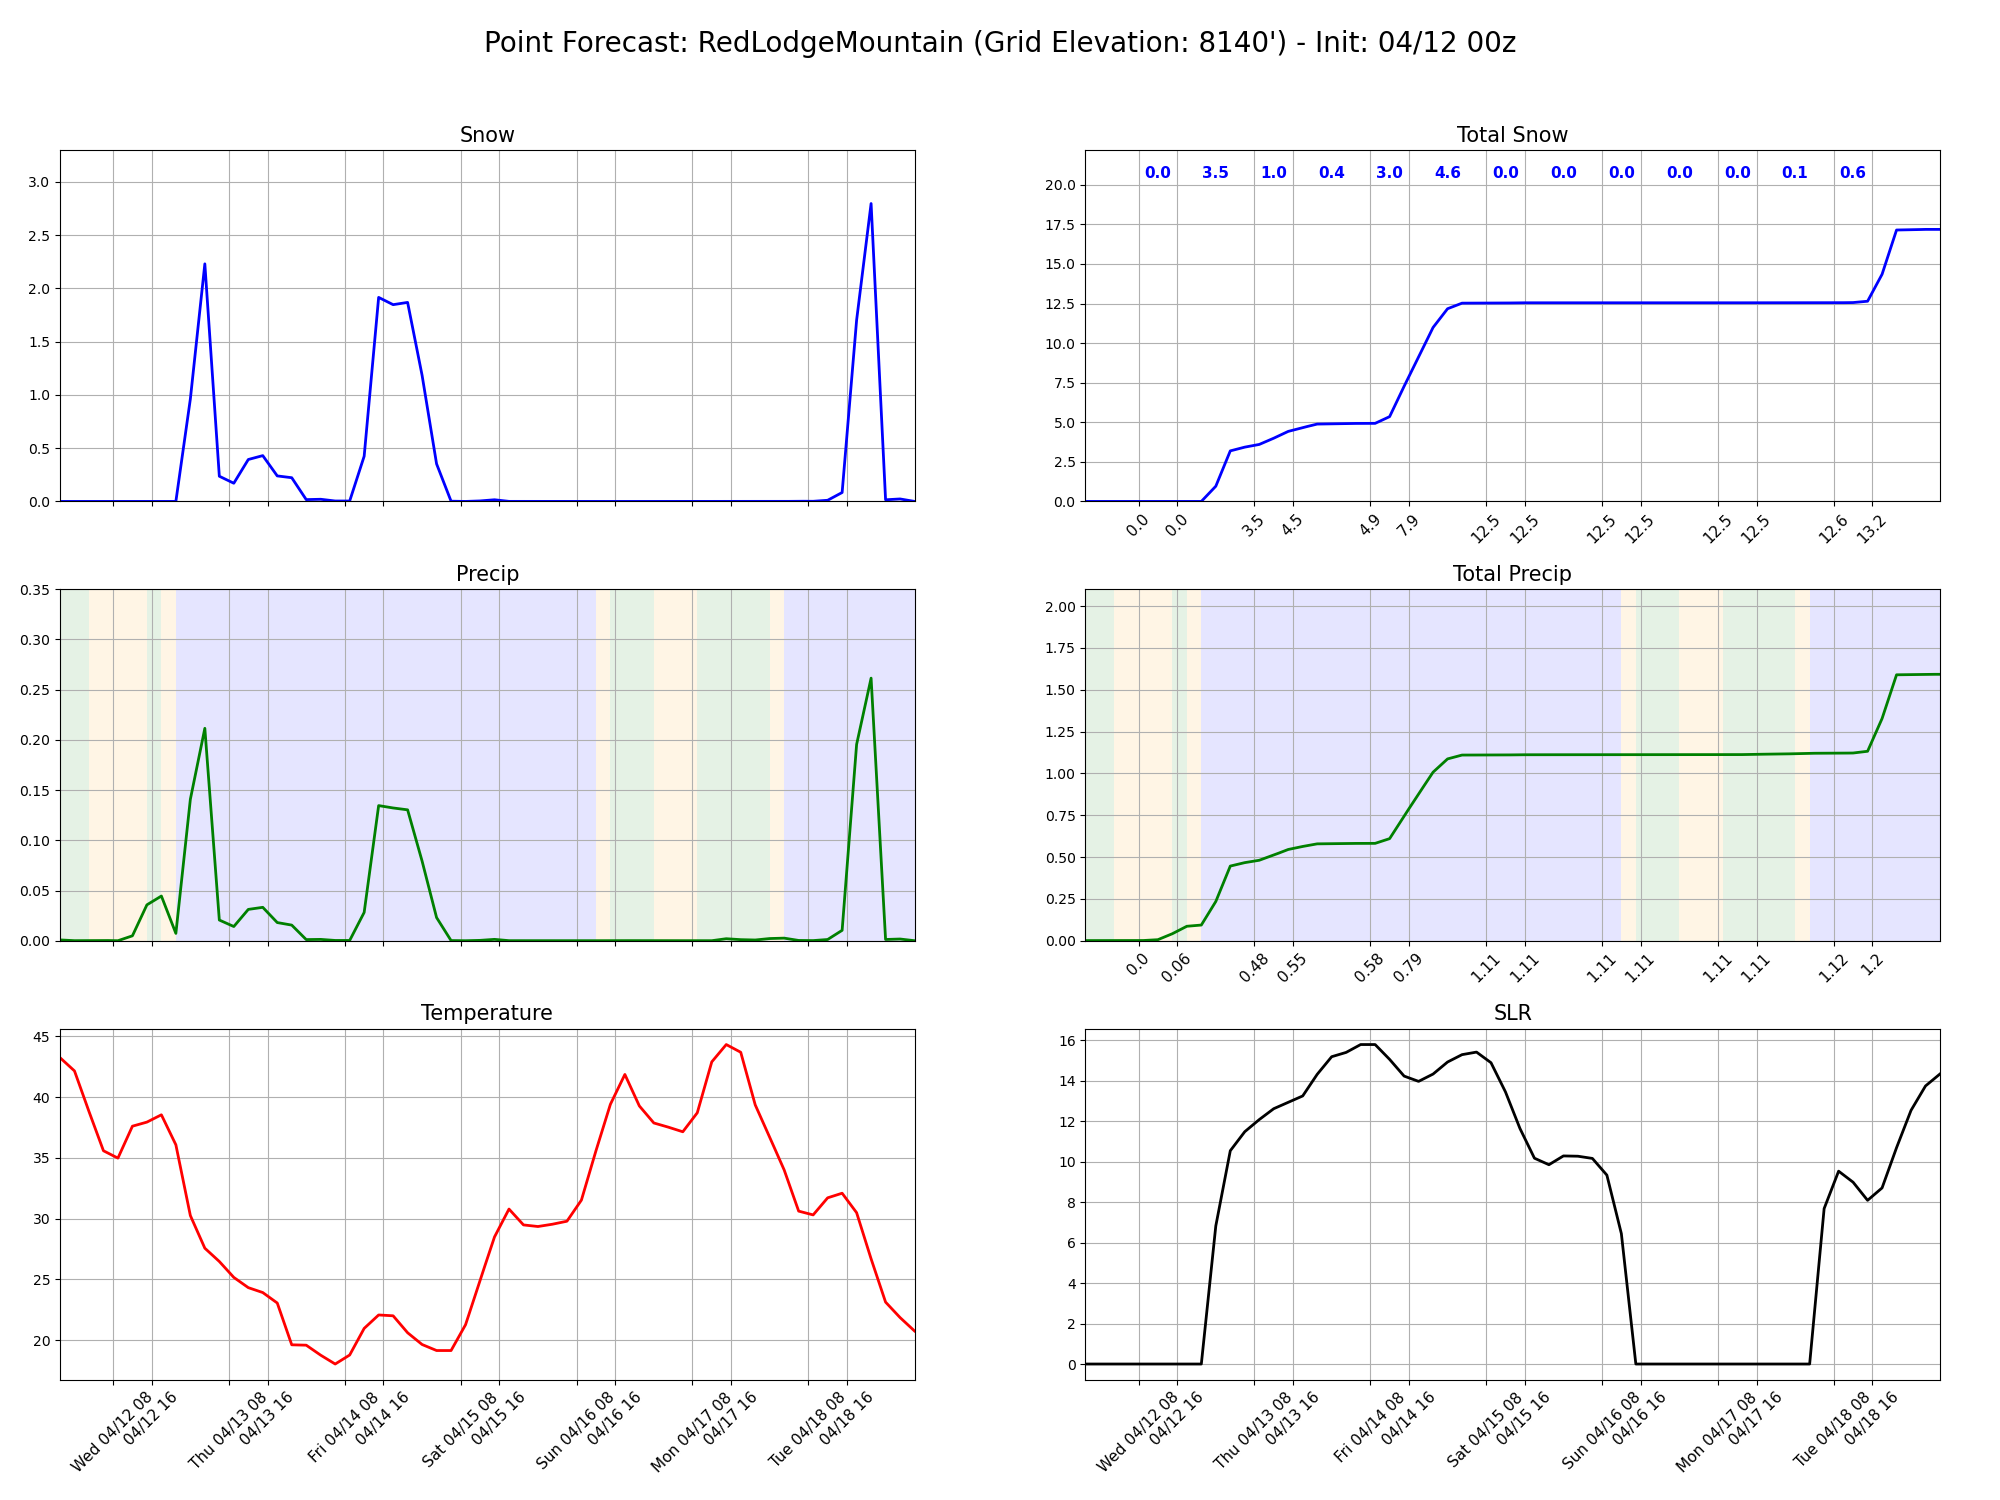 Point Forecast: RedLodgeMountain (Grid Elevation: 8140') - Init: 04/12 00z
Snow
3.0
2.5
2.0
1.5
1.0
0.5
0.0
Total Snow
0.0 3.5 1.0 0.4 3.0 4.6 0.0 0.0 0.0 0.0 0.0 0.1 0.6
20.0
17.5
15.0
12.5
10.0
7.5
5.0
2.5
0.0
0.0 0.0 3.5 4.5 4.9 7.9 12.5 12.5 12.5 12.5 12.5 12.5 12.6 13.2
Precip
0.35
0.30
0.25
0.20
0.15
0.10
0.05
0.00
Total Precip
2.00
1.75
1.50
1.25
1.00
0.75
0.50
0.25
0.00
0.0 0.06 0.48 0.55 0.58 0.79 1.11 1.11 1.11 1.11 1.11 1.11 1.12 1.2
Temperature
45
40
35
30
25
20
Wed 04/12 08
04/12 16
Thu 04/13 08
04/13 16
Fri 04/14 08
04/14 16
Sat 04/15 08
04/15 16
Sun 04/16 08
04/16 16
Mon 04/17 08
04/17 16
Tue 04/18 08
04/18 16
SLR
16
14
12
10
8
6
4
2
0
Wed 04/12 08
04/12 16
Thu 04/13 08
04/13 16
Fri 04/14 08
04/14 16
Sat 04/15 08
04/15 16
Sun 04/16 08
04/16 16
Mon 04/17 08
04/17 16
Tue 04/18 08
04/18 16